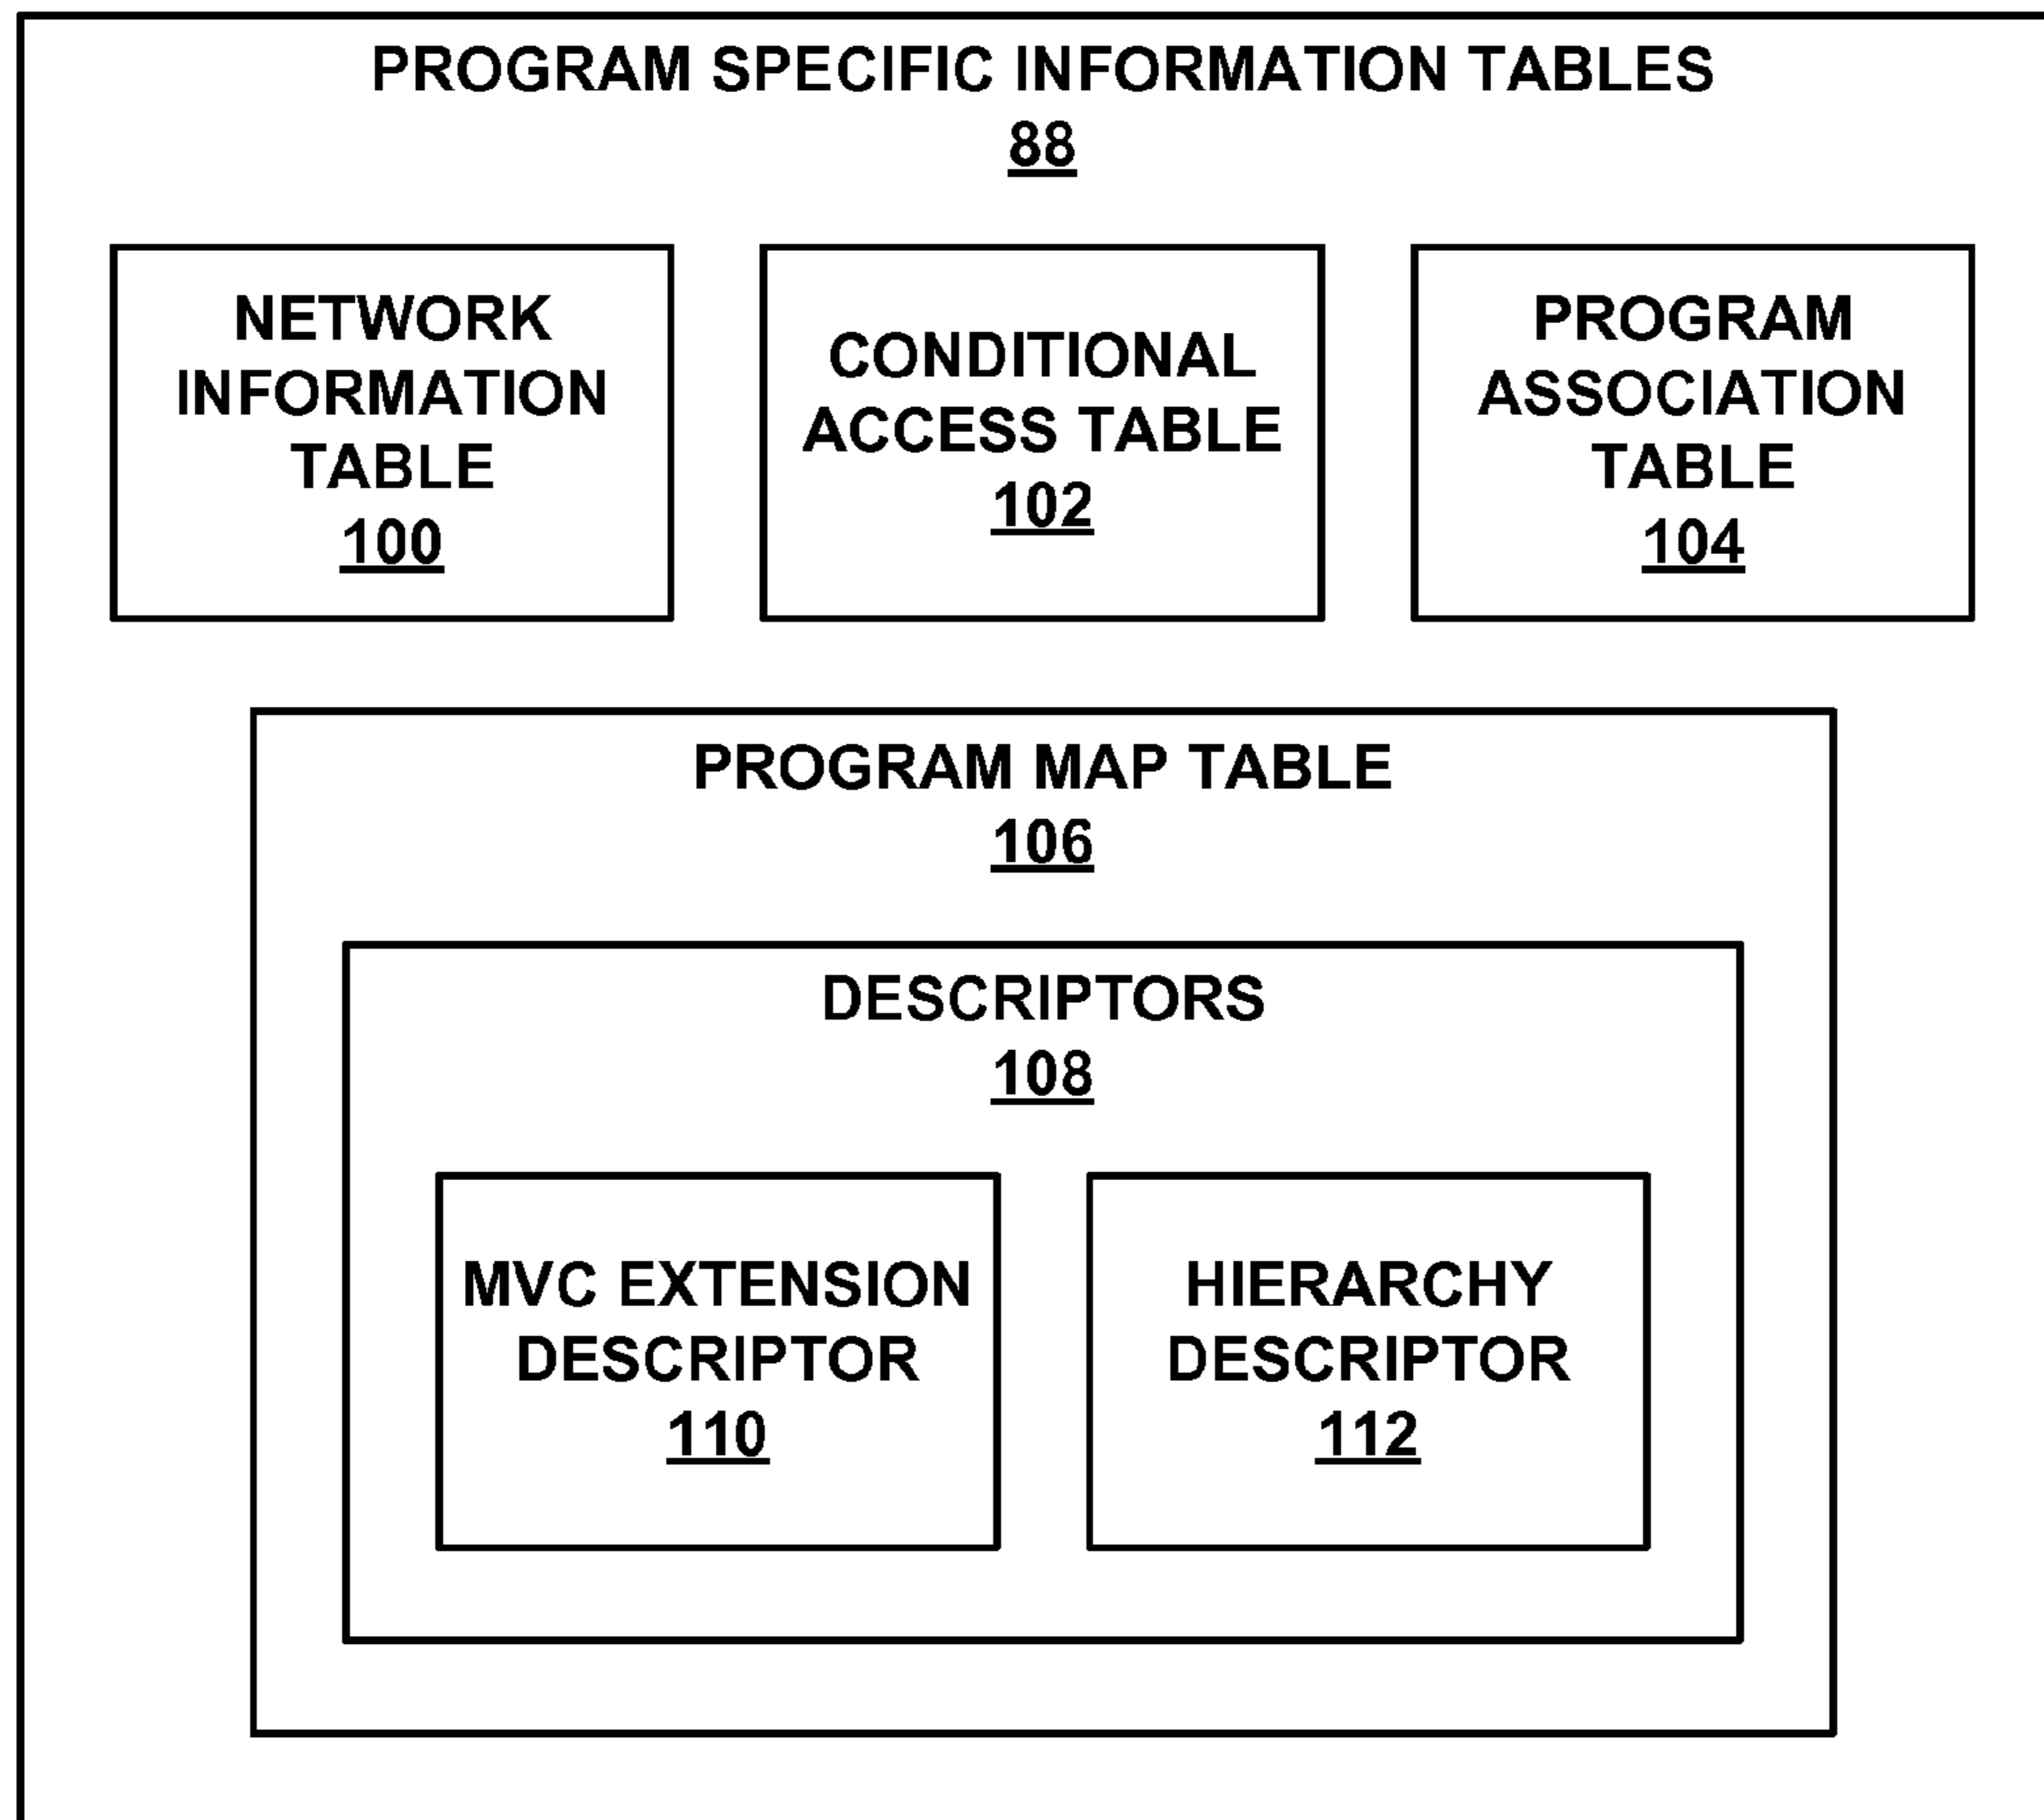 PROGRAM SPECIFIC INFORMATION TABLES
88
NETWORK
INFORMATION
TABLE
100
CONDITIONAL
ACCESS TABLE
102
PROGRAM
ASSOCIATION
TABLE
104
PROGRAM MAP TABLE
106
DESCRIPTORS
108
MVC EXTENSION
DESCRIPTOR
110
HIERARCHY
DESCRIPTOR
112